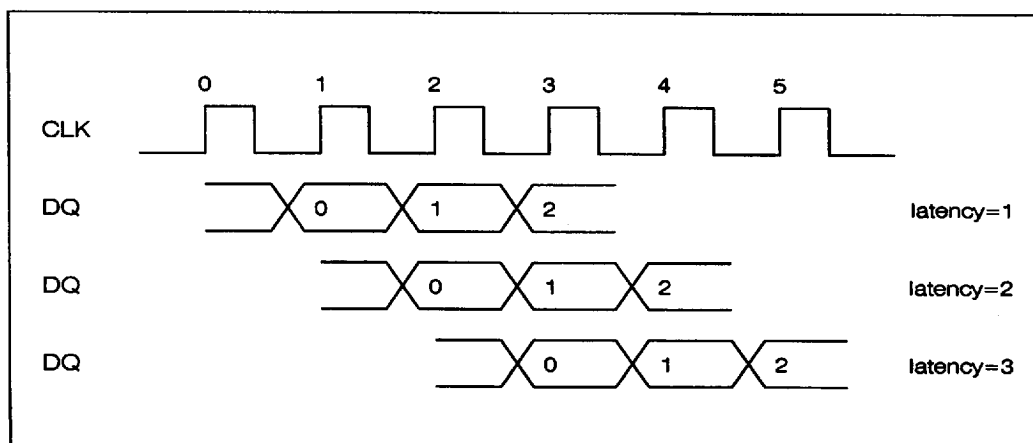 0 1 2 3 4 5
CLK
DQ 0 1 2 latency=1
DQ 0 1 2 latency=2
DQ 0 1 2 latency=3